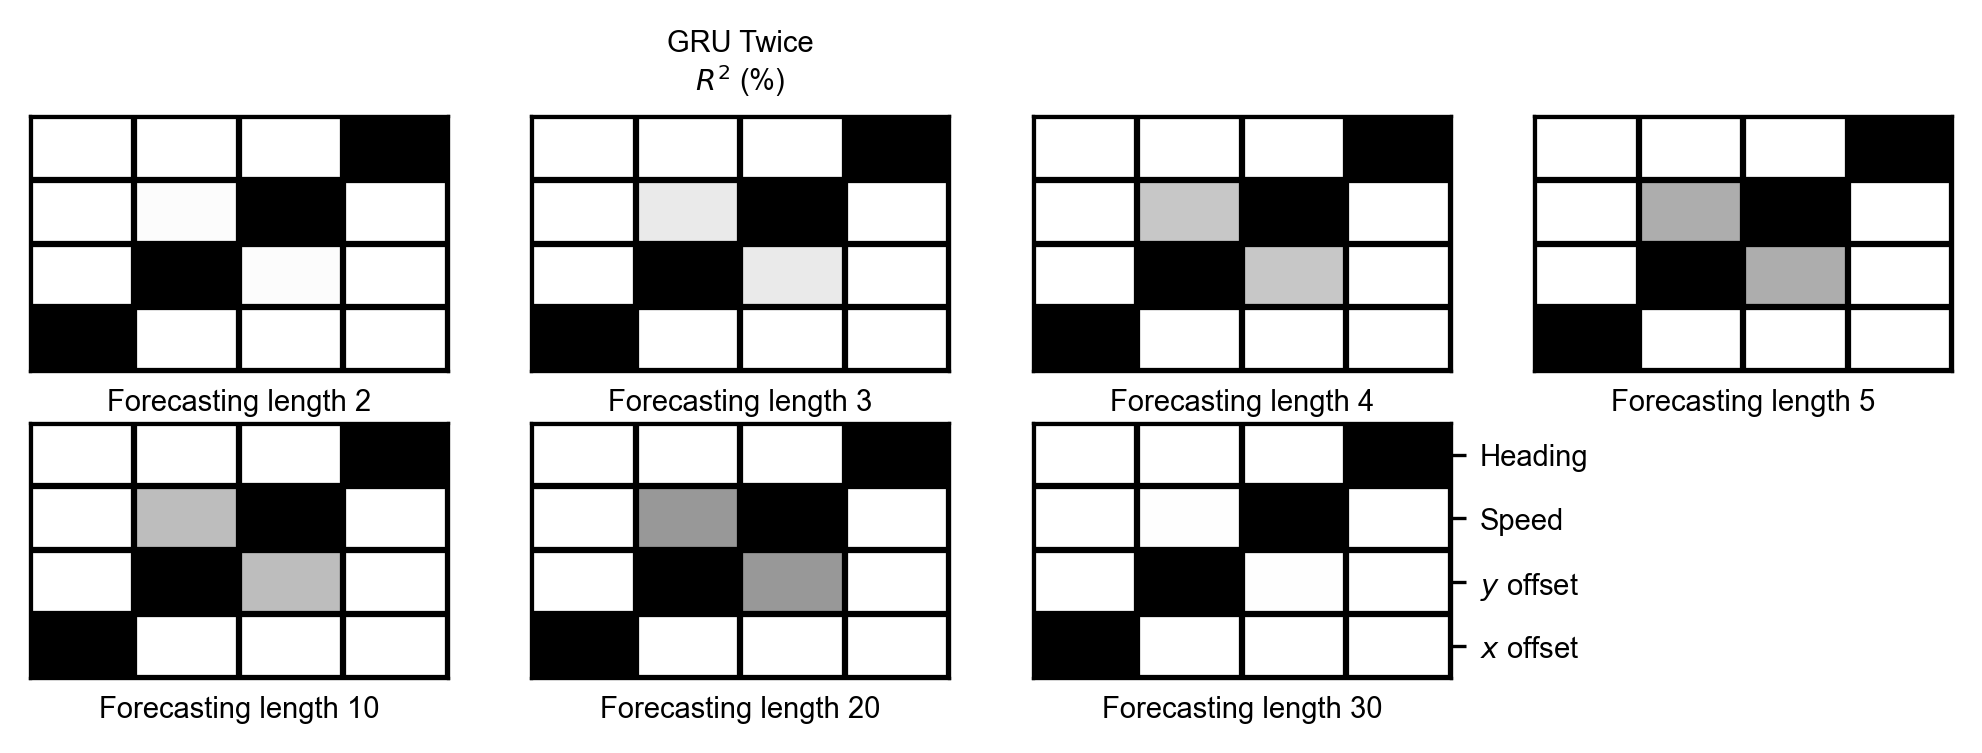 GRU Twice
R² (%)
Forecasting length 2
Forecasting length 3
Forecasting length 4
Forecasting length 5
Heading
Speed
y offset
x offset
Forecasting length 10
Forecasting length 20
Forecasting length 30